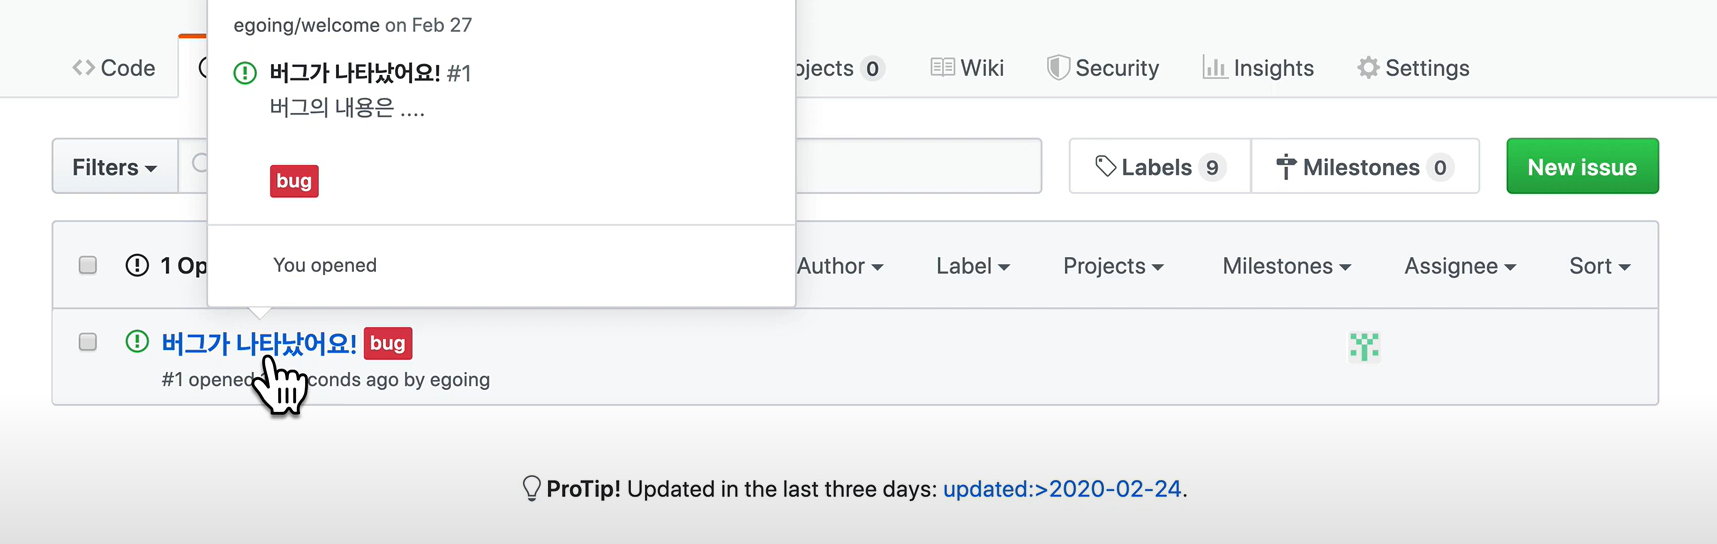 egoing/welcome on Feb 27
버그가 나타났어요! #1
버그의 내용은 ....
bug
You opened
Code
ojects 0
Wiki
Security
Insights
Settings
Filters
Labels 9
Milestones 0
New issue
1 Op
Author
Label
Projects
Milestones
Assignee
Sort
버그가 나타났어요! bug
#1 opened conds ago by egoing
ProTip! Updated in the last three days: updated:>2020-02-24.